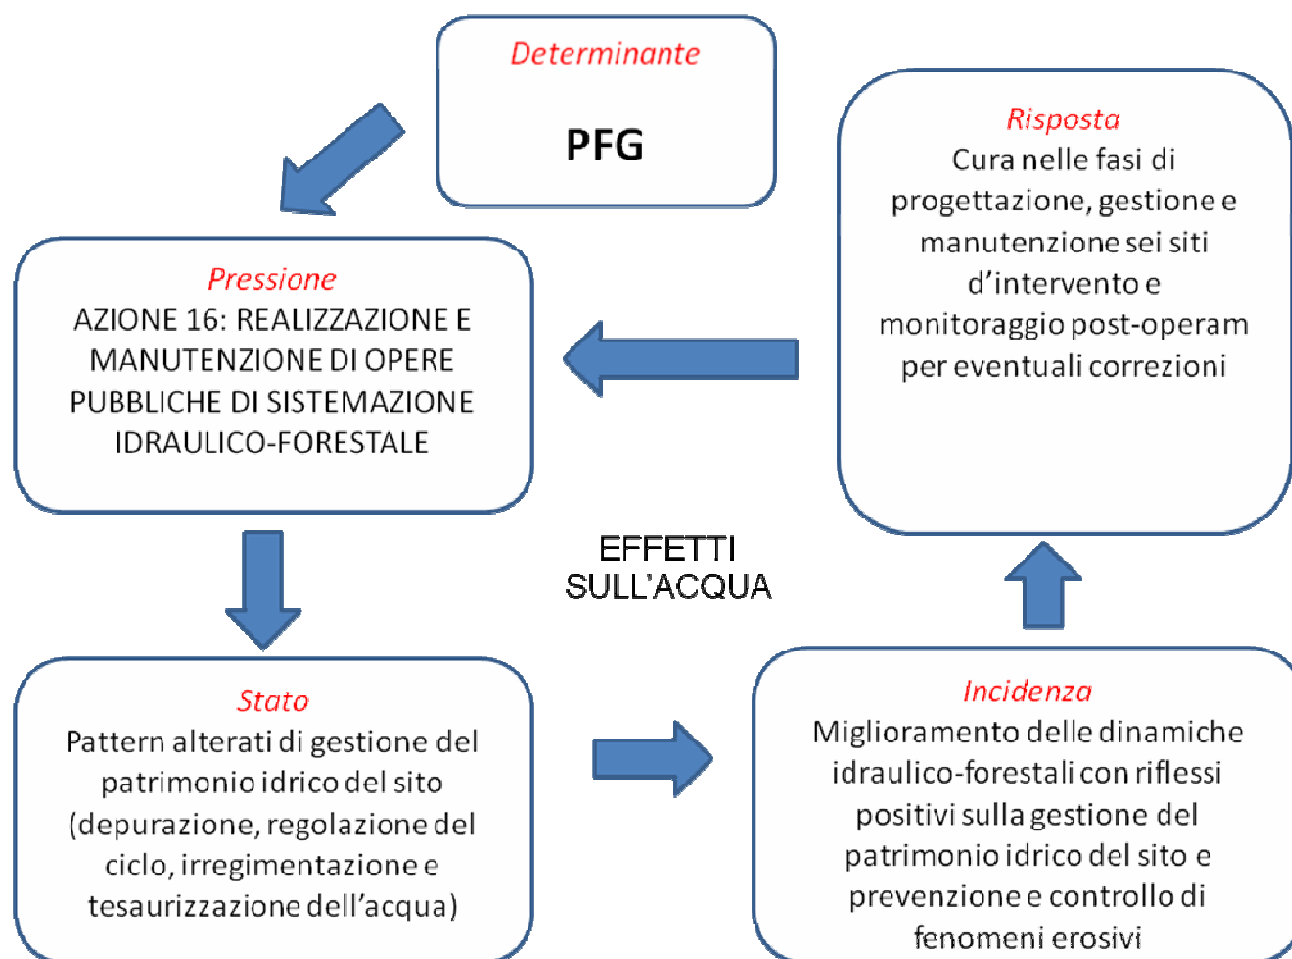 Determinante
PFG
Pressione
AZIONE 16: REALIZZAZIONE E
MANUTENZIONE DI OPERE
PUBBLICHE DI SISTEMAZIONE
IDRAULICO-FORESTALE
Stato
Pattern alterati di gestione del
patrimonio idrico del sito
(depurazione, regolazione del
ciclo, irregimentazione e
tesaurizzazione dell'acqua)
EFFETTI
SULL'ACQUA
Incidenza
Miglioramento delle dinamiche
idraulico-forestali con riflessi
positivi sulla gestione del
patrimonio idrico del sito e
prevenzione e controllo di
fenomeni erosivi
Risposta
Cura nelle fasi di
progettazione, gestione e
manutenzione sei siti
d'intervento e
monitoraggio post-operam
per eventuali correzioni